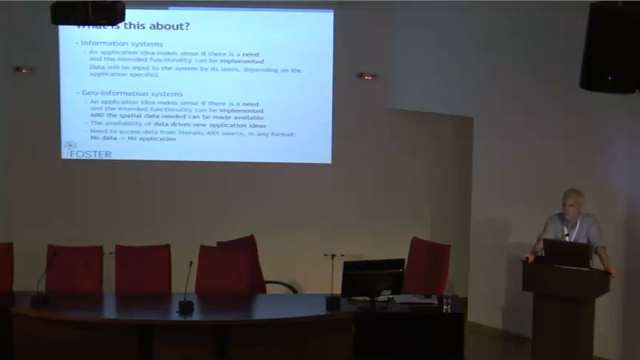 What is this about?
- Information systems
- An application idea makes sense if there is a need
and the intended functionality can be implemented
- Data will be input to the system by its users, depending on the
application specifics
- Geo-Information systems
- An application idea makes sense if there is a need
and the intended functionality can be implemented
AND the spatial data needed can be made available
- The availability of data drives new application ideas
- Need to access data from literally ANY source, in any format:
No data -> No application
FOSTER